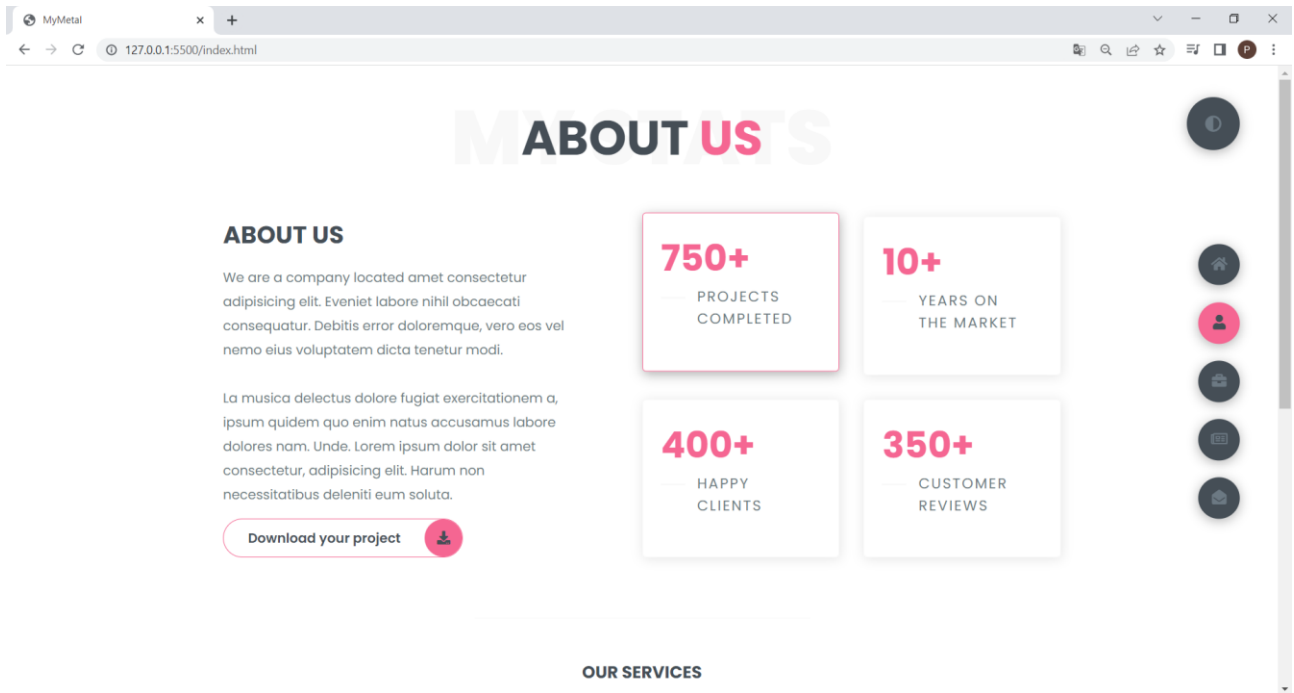 MyMetal
127.0.0.1:5500/index.html
P
MY STATS
ABOUT US
ABOUT US
We are a company located amet consectetur
adipisicing elit. Eveniet labore nihil obcaecati
consequatur. Debitis error doloremque, vero eos vel
nemo eius voluptatem dicta tenetur modi.
La musica delectus dolore fugiat exercitationem a,
ipsum quidem quo enim natus accusamus labore
dolores nam. Unde. Lorem ipsum dolor sit amet
consectetur, adipisicing elit. Harum non
necessitatibus deleniti eum soluta.
Download your project
750+
PROJECTS
COMPLETED
10+
YEARS ON
THE MARKET
400+
HAPPY
CLIENTS
350+
CUSTOMER
REVIEWS
OUR SERVICES